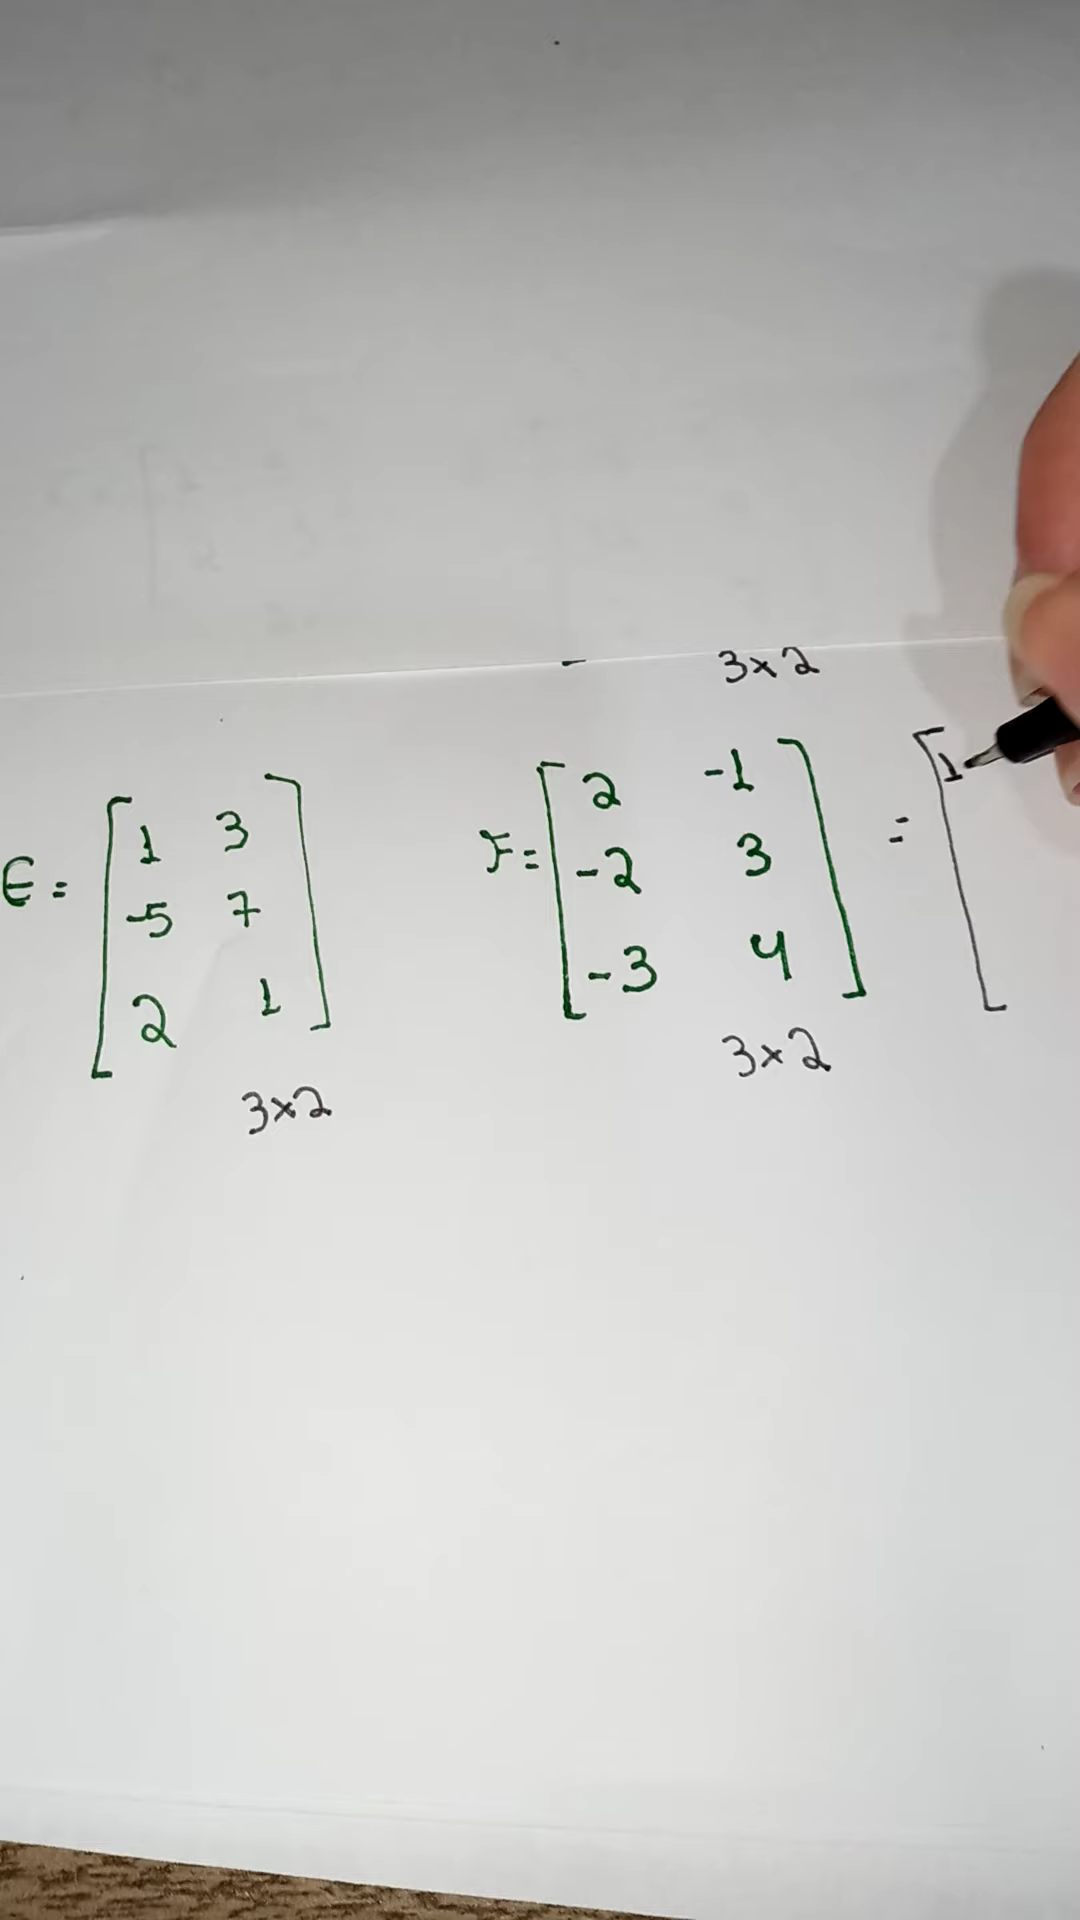 3×2
E = [ 1 3
-5 7
2 1 ]
3×2
F = [ 2 -1
-2 3
-3 4 ]
3×2
= [ 1